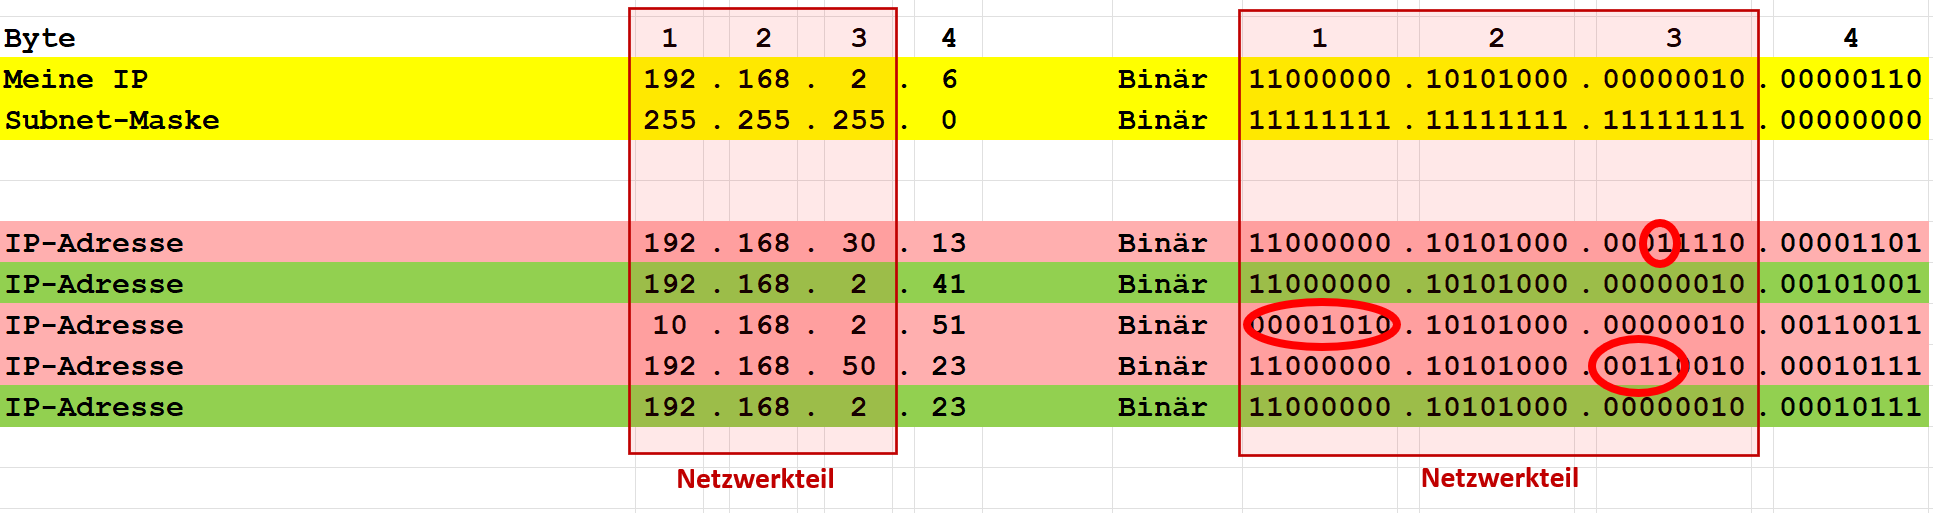 Byte 1 2 3 4 1 2 3 4
Meine IP 192 . 168 . 2 . 6 Binär 11000000 . 10101000 . 00000010 . 00000110
Subnet-Maske 255 . 255 . 255 . 0 Binär 11111111 . 11111111 . 11111111 . 00000000
IP-Adresse 192 . 168 . 30 . 13 Binär 11000000 . 10101000 . 00011110 . 00001101
IP-Adresse 192 . 168 . 2 . 41 Binär 11000000 . 10101000 . 00000010 . 00101001
IP-Adresse 10 . 168 . 2 . 51 Binär 00001010 . 10101000 . 00000010 . 00110011
IP-Adresse 192 . 168 . 50 . 23 Binär 11000000 . 10101000 . 00110010 . 00010111
IP-Adresse 192 . 168 . 2 . 23 Binär 11000000 . 10101000 . 00000010 . 00010111
Netzwerkteil Netzwerkteil